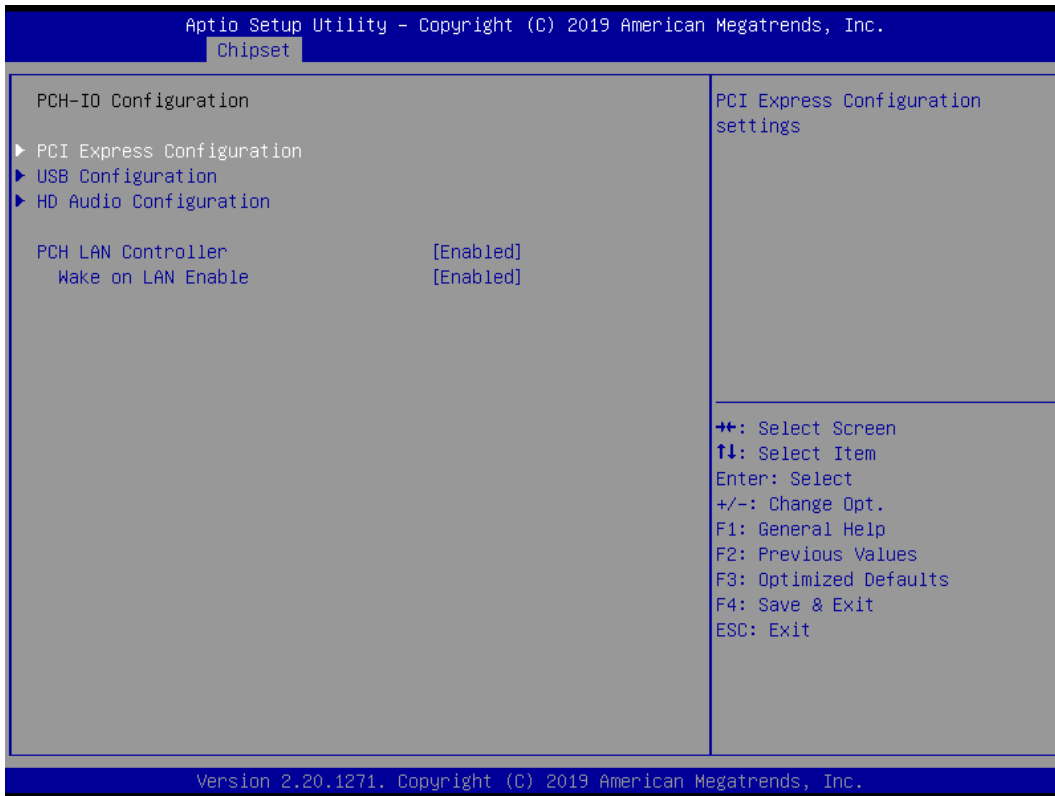 Aptio Setup Utility – Copyright (C) 2019 American Megatrends, Inc.
Chipset
PCH-IO Configuration
▶ PCI Express Configuration
▶ USB Configuration
▶ HD Audio Configuration
PCH LAN Controller [Enabled]
Wake on LAN Enable [Enabled]
PCI Express Configuration
settings
→←: Select Screen
↑↓: Select Item
Enter: Select
+/-: Change Opt.
F1: General Help
F2: Previous Values
F3: Optimized Defaults
F4: Save & Exit
ESC: Exit
Version 2.20.1271. Copyright (C) 2019 American Megatrends, Inc.